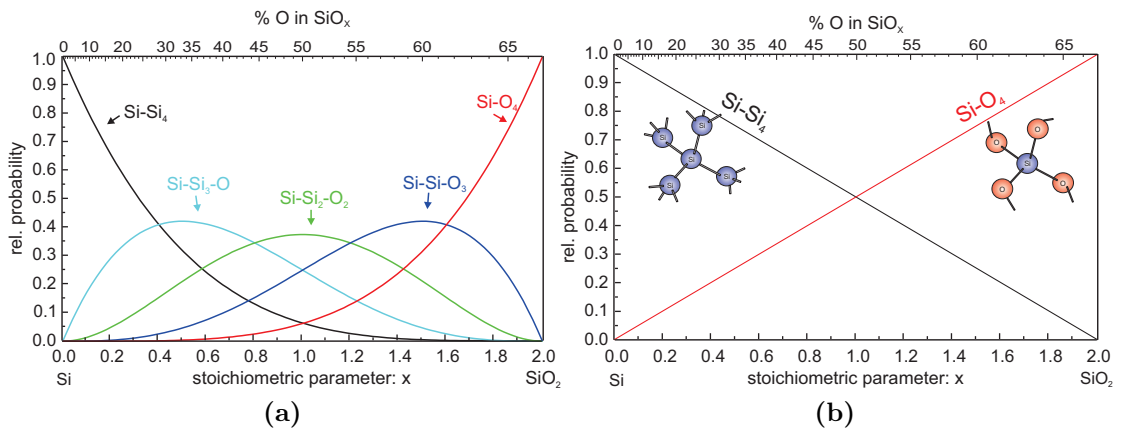 % O in SiOₓ
0 5 10 15 20 25 30 35 40 45 50 55 60 65
1.0
0.9
0.8
0.7
0.6
0.5
0.4
0.3
0.2
0.1
0.0
rel. probability
Si-Si₄
Si-O₄
Si-Si₃-O
Si-Si₂-O₂
Si-Si-O₃
0.0 0.2 0.4 0.6 0.8 1.0 1.2 1.4 1.6 1.8 2.0
Si stoichiometric parameter: x SiO₂
(a)
% O in SiOₓ
0 5 10 15 20 25 30 35 40 45 50 55 60 65
1.0
0.9
0.8
0.7
0.6
0.5
0.4
0.3
0.2
0.1
0.0
rel. probability
Si-Si₄
Si-O₄
Si
Si
Si
Si
Si
O
O
Si
O
O
0.0 0.2 0.4 0.6 0.8 1.0 1.2 1.4 1.6 1.8 2.0
Si stoichiometric parameter: x SiO₂
(b)